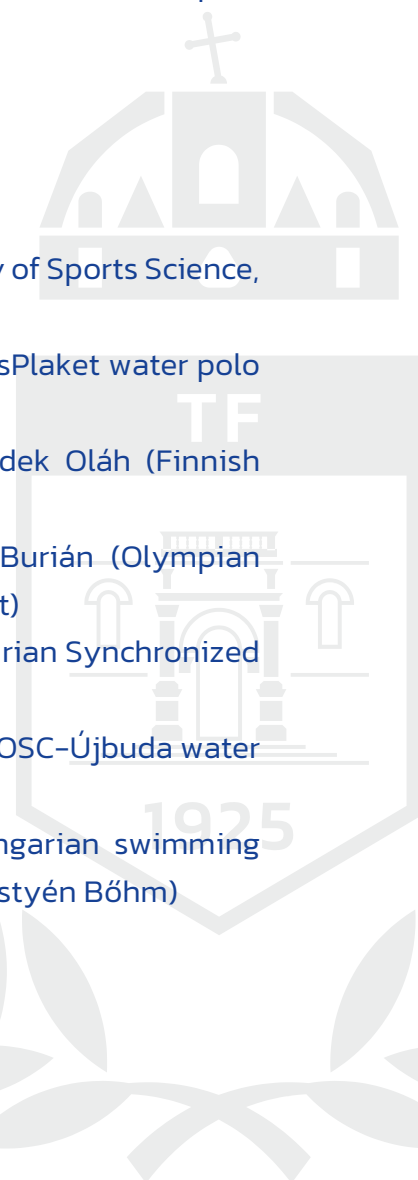 y of Sports Science,
sPlaket water polo
TF
dek Oláh (Finnish
Burián (Olympian
t)
rian Synchronized
OSC-Újbuda water
1925
ngarian swimming
styén Bőhm)